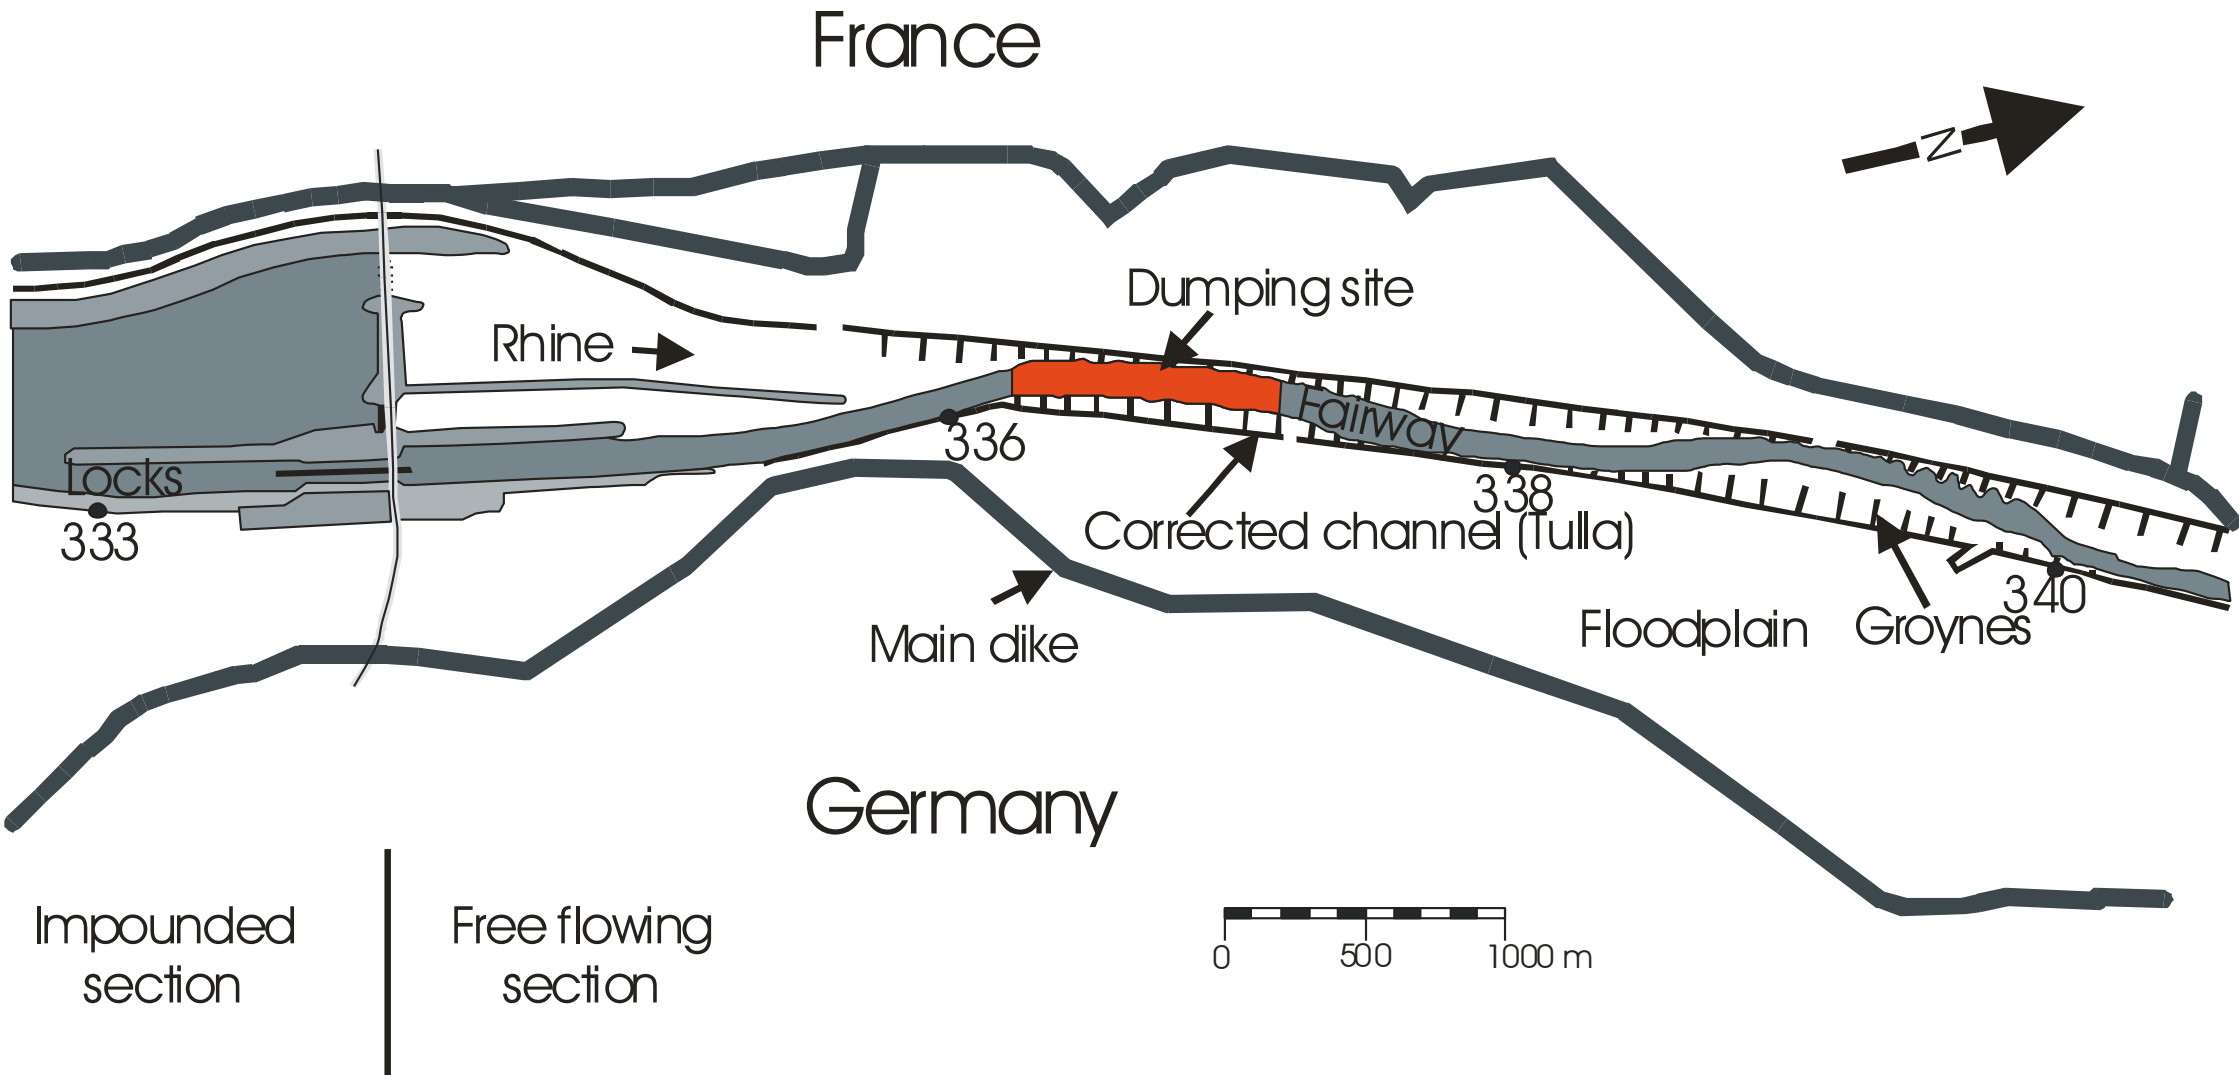 France
N
Dumping site
Rhine
Fairway
336
Locks
338
333
Corrected channel (Tulla)
340
Main dike
Floodplain
Groynes
Germany
Impounded
section
Free flowing
section
0
500
1000 m